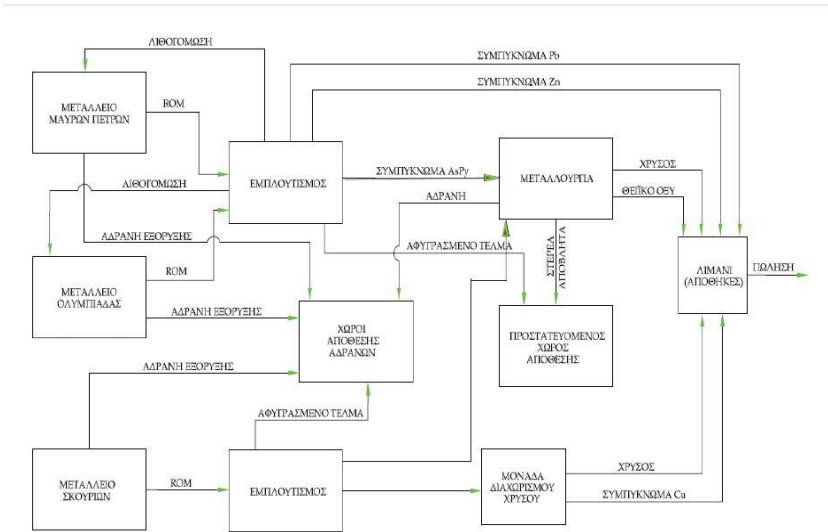 ΛΙΘΟΓΟΜΩΣΗ
ΣΥΜΠΥΚΝΩΜΑ Pb
ΣΥΜΠΥΚΝΩΜΑ Zn
ΜΕΤΑΛΛΕΙΟ
ΜΑΥΡΩΝ ΠΕΤΡΩΝ
ROM
ΕΜΠΛΟΥΤΙΣΜΟΣ
ΣΥΜΠΥΚΝΩΜΑ AsPy
ΜΕΤΑΛΛΟΥΡΓΙΑ
ΧΡΥΣΟΣ
ΘΕΙΪΚΟ ΟΞΥ
ΛΙΘΟΓΟΜΩΣΗ
ΑΔΡΑΝΗ
ΑΔΡΑΝΗ ΕΞΟΡΥΞΗΣ
ΑΦΥΓΡΑΣΜΕΝΟ ΤΕΛΜΑ
ΣΤΕΡΕΑ
ΑΠΟΒΛΗΤΑ
ΛΙΜΑΝΙ
(ΑΠΟΘΗΚΕΣ)
ΠΩΛΗΣΗ
ΜΕΤΑΛΛΕΙΟ
ΟΛΥΜΠΙΑΔΑΣ
ROM
ΑΔΡΑΝΗ ΕΞΟΡΥΞΗΣ
ΧΩΡΟΙ
ΑΠΟΘΕΣΗΣ
ΑΔΡΑΝΩΝ
ΠΡΟΣΤΑΤΕΥΟΜΕΝΟΣ
ΧΩΡΟΣ
ΑΠΟΘΕΣΗΣ
ΑΔΡΑΝΗ ΕΞΟΡΥΞΗΣ
ΑΦΥΓΡΑΣΜΕΝΟ ΤΕΛΜΑ
ΜΕΤΑΛΛΕΙΟ
ΣΚΟΥΡΙΩΝ
ROM
ΕΜΠΛΟΥΤΙΣΜΟΣ
ΜΟΝΑΔΑ
ΔΙΑΧΩΡΙΣΜΟΥ
ΧΡΥΣΟΥ
ΧΡΥΣΟΣ
ΣΥΜΠΥΚΝΩΜΑ Cu